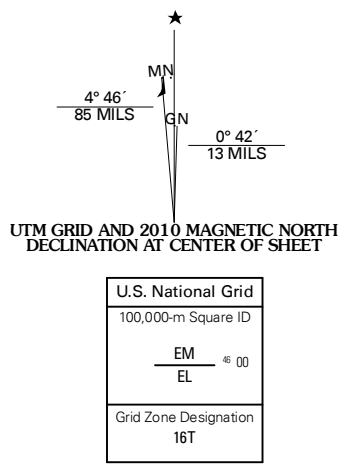 MN
GN
4° 46´
85 MILS
0° 42´
13 MILS
UTM GRID AND 2010 MAGNETIC NORTH
DECLINATION AT CENTER OF SHEET
U.S. National Grid
100,000-m Square ID
EM
46 00
EL
Grid Zone Designation
16T